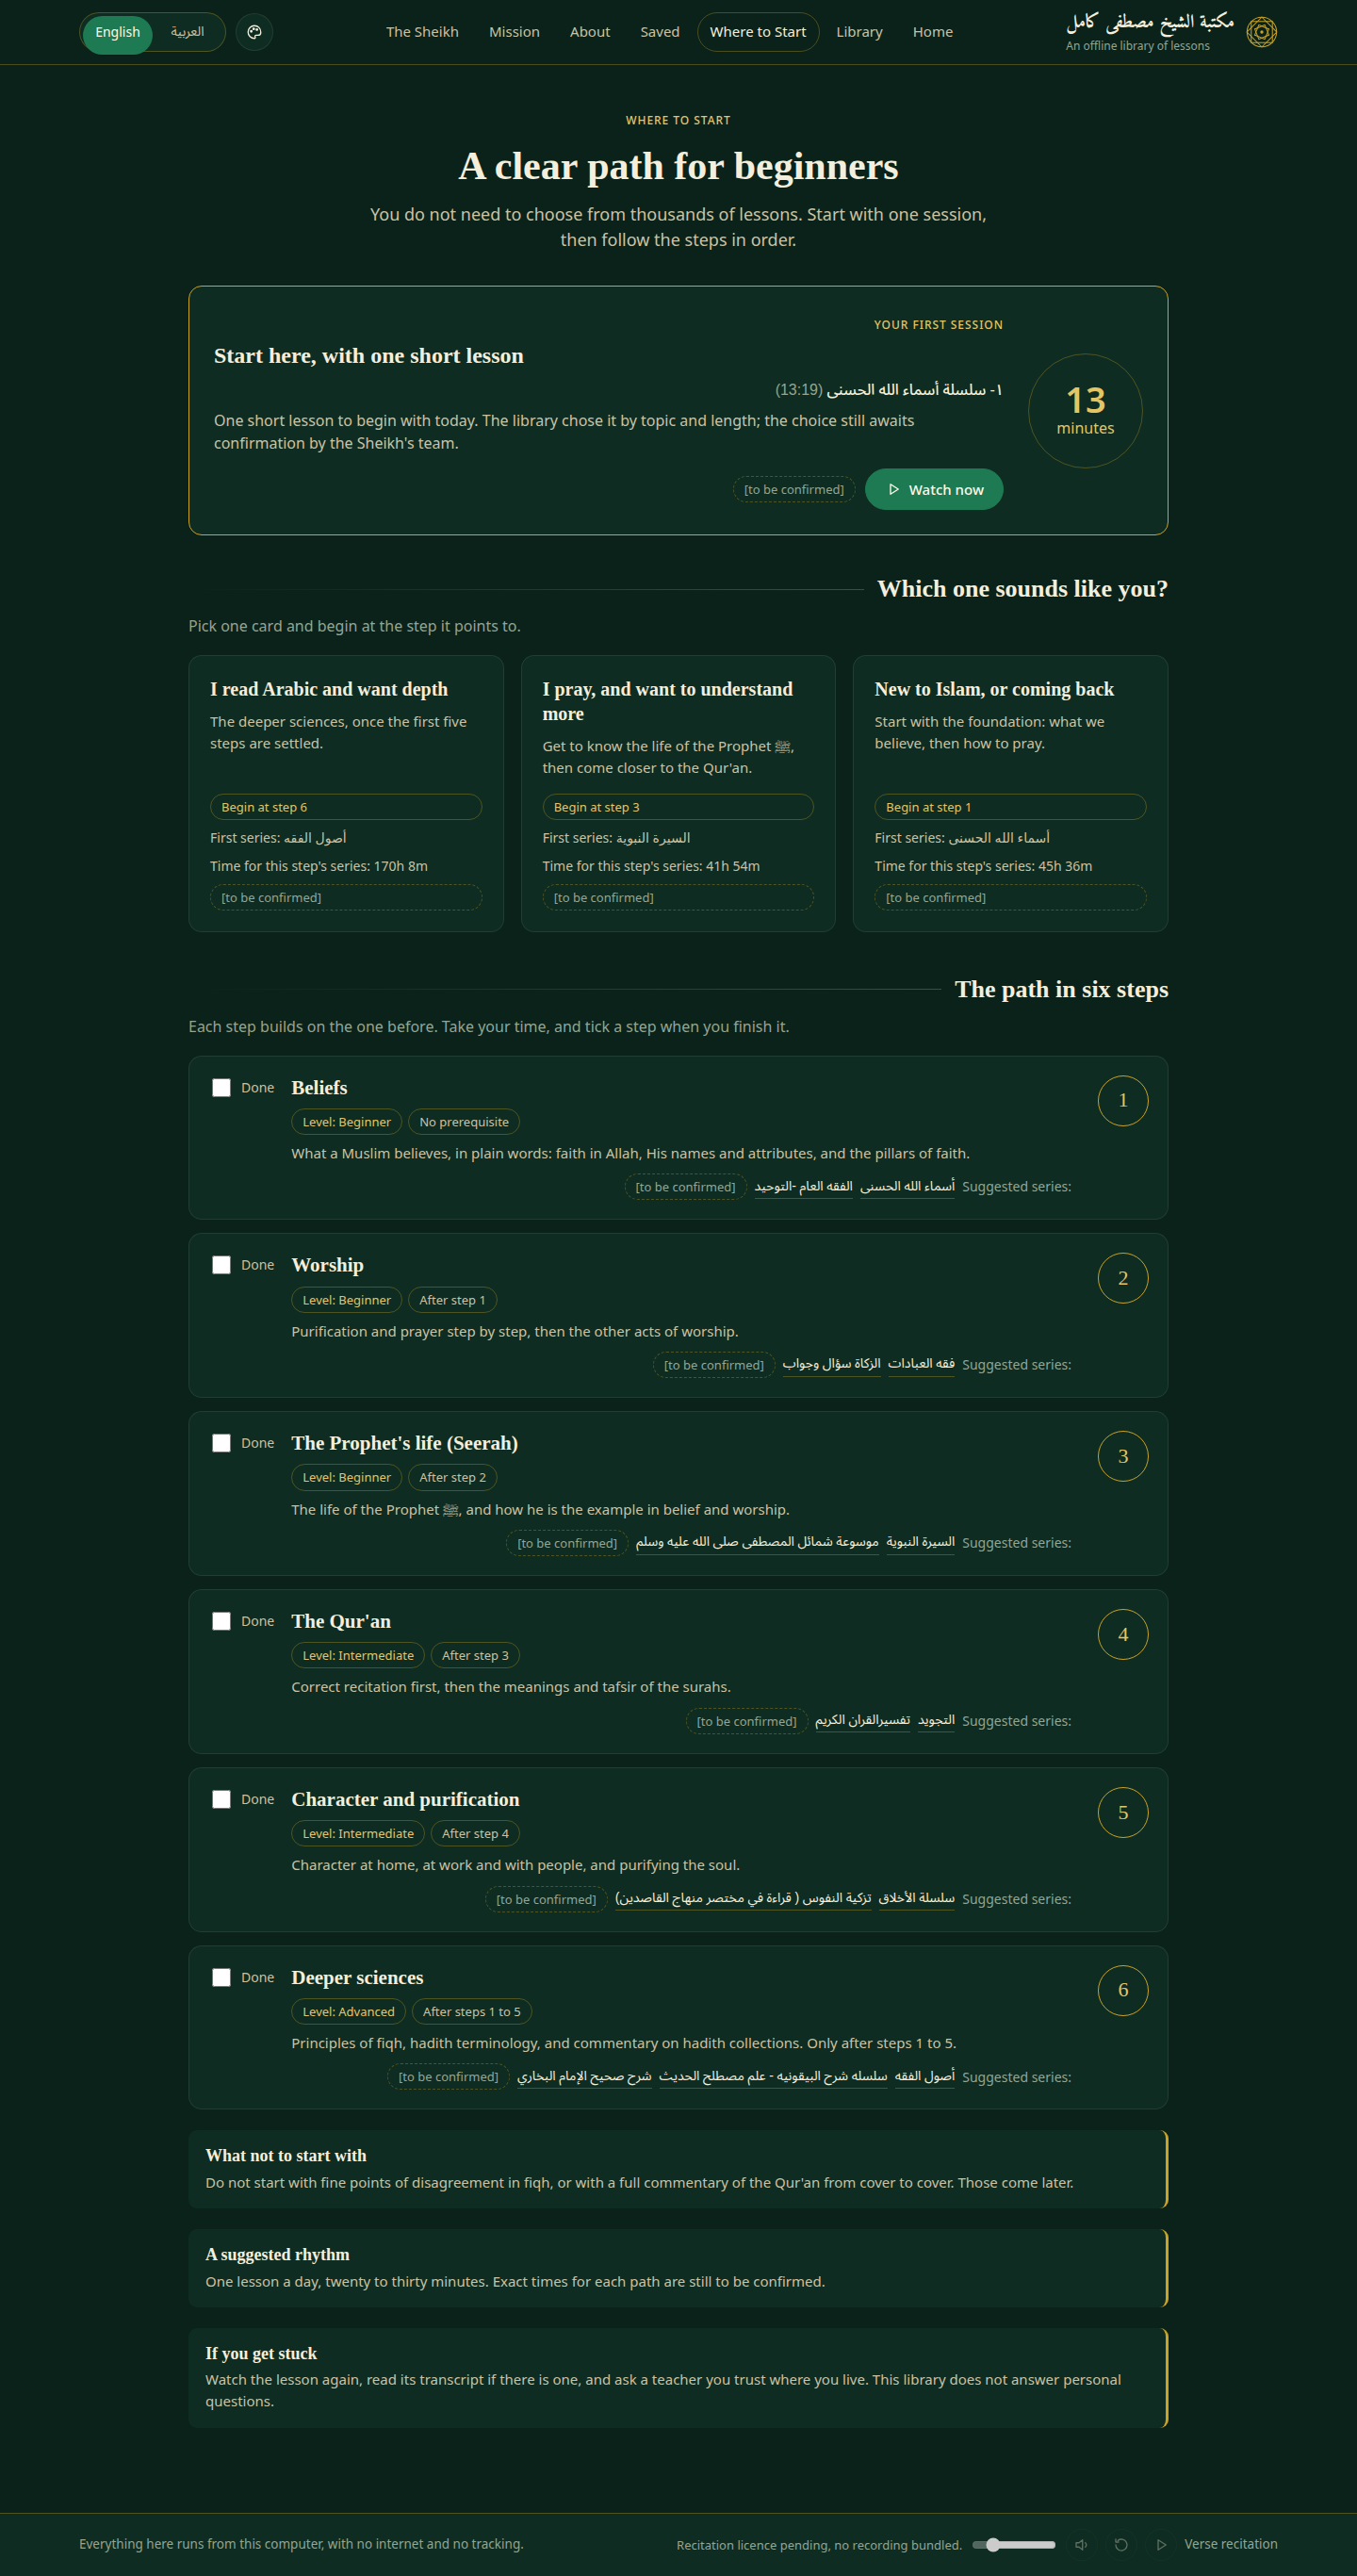 English
العربية
The Sheikh
Mission
About
Saved
Where to Start
Library
Home
مكتبة الشيخ مصطفى كامل
An offline library of lessons
WHERE TO START
A clear path for beginners
You do not need to choose from thousands of lessons. Start with one session,
then follow the steps in order.
YOUR FIRST SESSION
Start here, with one short lesson
١- سلسلة أسماء الله الحسنى (13:19)
One short lesson to begin with today. The library chose it by topic and length; the choice still awaits
confirmation by the Sheikh's team.
[to be confirmed]
Watch now
13
minutes
Which one sounds like you?
Pick one card and begin at the step it points to.
I read Arabic and want depth
The deeper sciences, once the first five
steps are settled.
Begin at step 6
First series: أصول الفقه
Time for this step's series: 170h 8m
[to be confirmed]
I pray, and want to understand
more
Get to know the life of the Prophet ﷺ,
then come closer to the Qur'an.
Begin at step 3
First series: السيرة النبوية
Time for this step's series: 41h 54m
[to be confirmed]
New to Islam, or coming back
Start with the foundation: what we
believe, then how to pray.
Begin at step 1
First series: أسماء الله الحسنى
Time for this step's series: 45h 36m
[to be confirmed]
The path in six steps
Each step builds on the one before. Take your time, and tick a step when you finish it.
Done
Beliefs
1
Level: Beginner
No prerequisite
What a Muslim believes, in plain words: faith in Allah, His names and attributes, and the pillars of faith.
Suggested series: أسماء الله الحسنى الفقه العام -التوحيد [to be confirmed]
Done
Worship
2
Level: Beginner
After step 1
Purification and prayer step by step, then the other acts of worship.
Suggested series: فقه العبادات الزكاة سؤال وجواب [to be confirmed]
Done
The Prophet's life (Seerah)
3
Level: Beginner
After step 2
The life of the Prophet ﷺ, and how he is the example in belief and worship.
Suggested series: السيرة النبوية موسوعة شمائل المصطفى صلى الله عليه وسلم [to be confirmed]
Done
The Qur'an
4
Level: Intermediate
After step 3
Correct recitation first, then the meanings and tafsir of the surahs.
Suggested series: التجويد تفسيرالقران الكريم [to be confirmed]
Done
Character and purification
5
Level: Intermediate
After step 4
Character at home, at work and with people, and purifying the soul.
Suggested series: سلسلة الأخلاق تزكية النفوس ( قراءة في مختصر منهاج القاصدين) [to be confirmed]
Done
Deeper sciences
6
Level: Advanced
After steps 1 to 5
Principles of fiqh, hadith terminology, and commentary on hadith collections. Only after steps 1 to 5.
Suggested series: أصول الفقه سلسله شرح البيقونيه - علم مصطلح الحديث شرح صحيح الإمام البخاري [to be confirmed]
What not to start with
Do not start with fine points of disagreement in fiqh, or with a full commentary of the Qur'an from cover to cover. Those come later.
A suggested rhythm
One lesson a day, twenty to thirty minutes. Exact times for each path are still to be confirmed.
If you get stuck
Watch the lesson again, read its transcript if there is one, and ask a teacher you trust where you live. This library does not answer personal
questions.
Everything here runs from this computer, with no internet and no tracking.
Recitation licence pending, no recording bundled.
Verse recitation